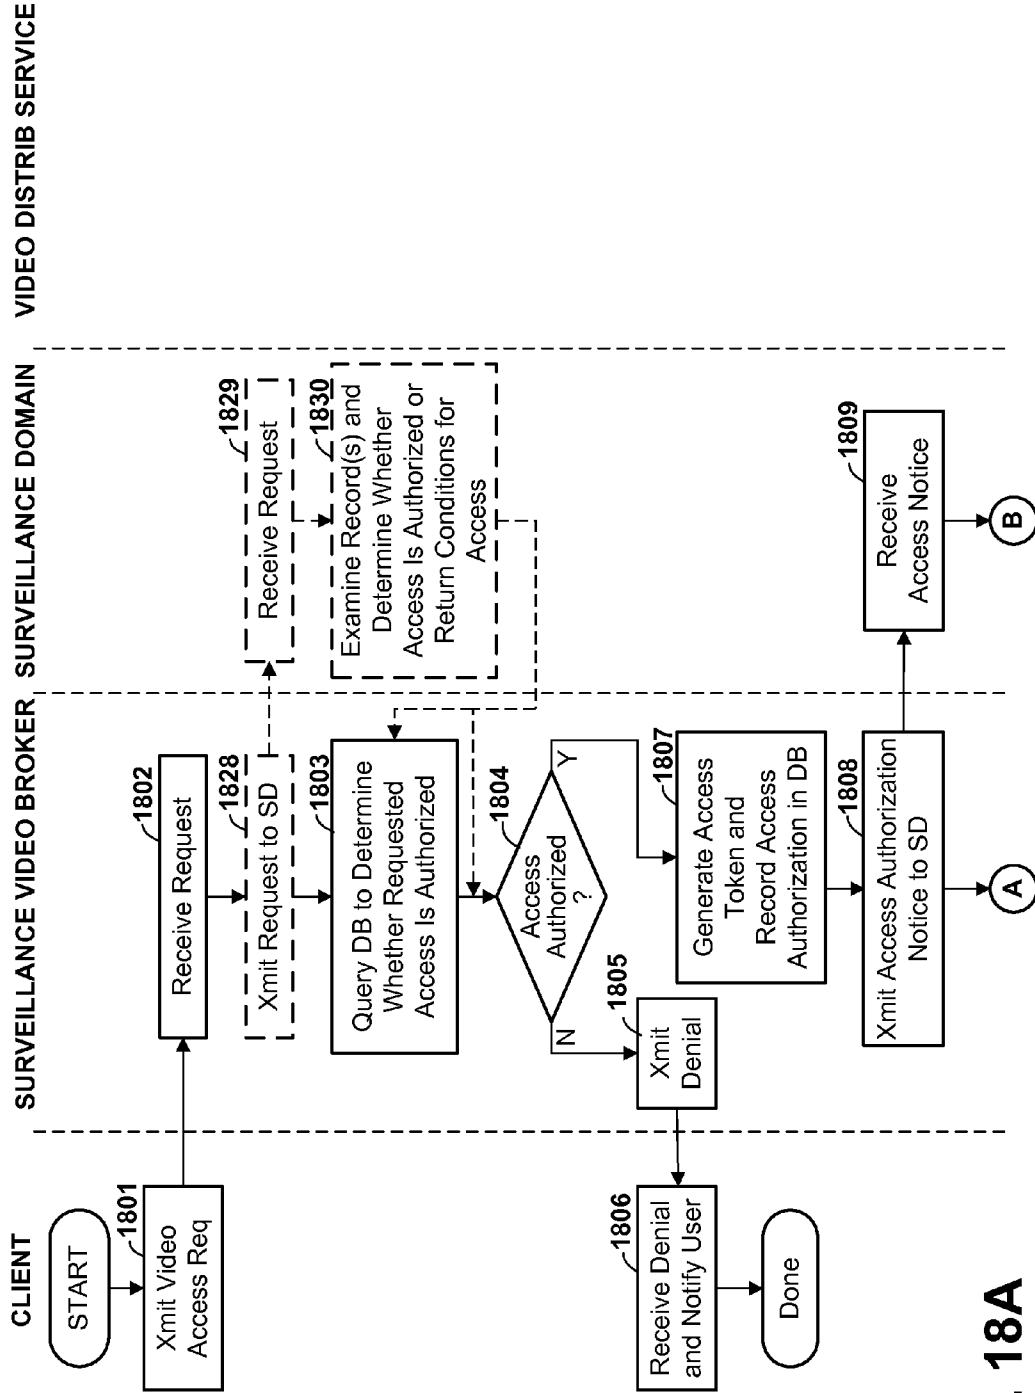 CLIENT
SURVEILLANCE VIDEO BROKER
SURVEILLANCE DOMAIN
VIDEO DISTRIB SERVICE
START
1801
Xmit Video
Access Req
1802
Receive Request
1828
Xmit Request to SD
1829
Receive Request
1830
Examine Record(s) and
Determine Whether
Access Is Authorized or
Return Conditions for
Access
1803
Query DB to Determine
Whether Requested
Access Is Authorized
1804
Access
Authorized
?
N
Y
1805
Xmit
Denial
1806
Receive Denial
and Notify User
Done
1807
Generate Access
Token and
Record Access
Authorization in DB
1808
Xmit Access Authorization
Notice to SD
1809
Receive
Access Notice
A
B
18A